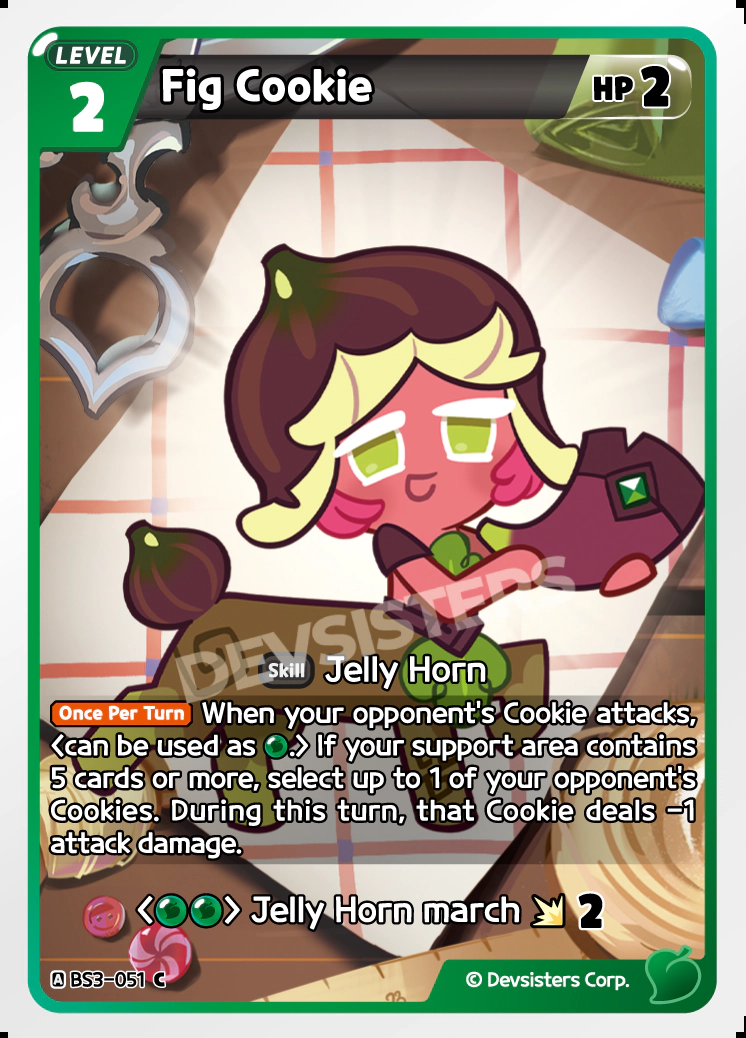 LEVEL
2
Fig Cookie
HP 2
DEVSISTERS
Skill Jelly Horn
Once Per Turn When your opponent's Cookie attacks,
<can be used as .> If your support area contains
5 cards or more, select up to 1 of your opponent's
Cookies. During this turn, that Cookie deals -1
attack damage.
< > Jelly Horn march 2
A BS3-051 C
© Devsisters Corp.